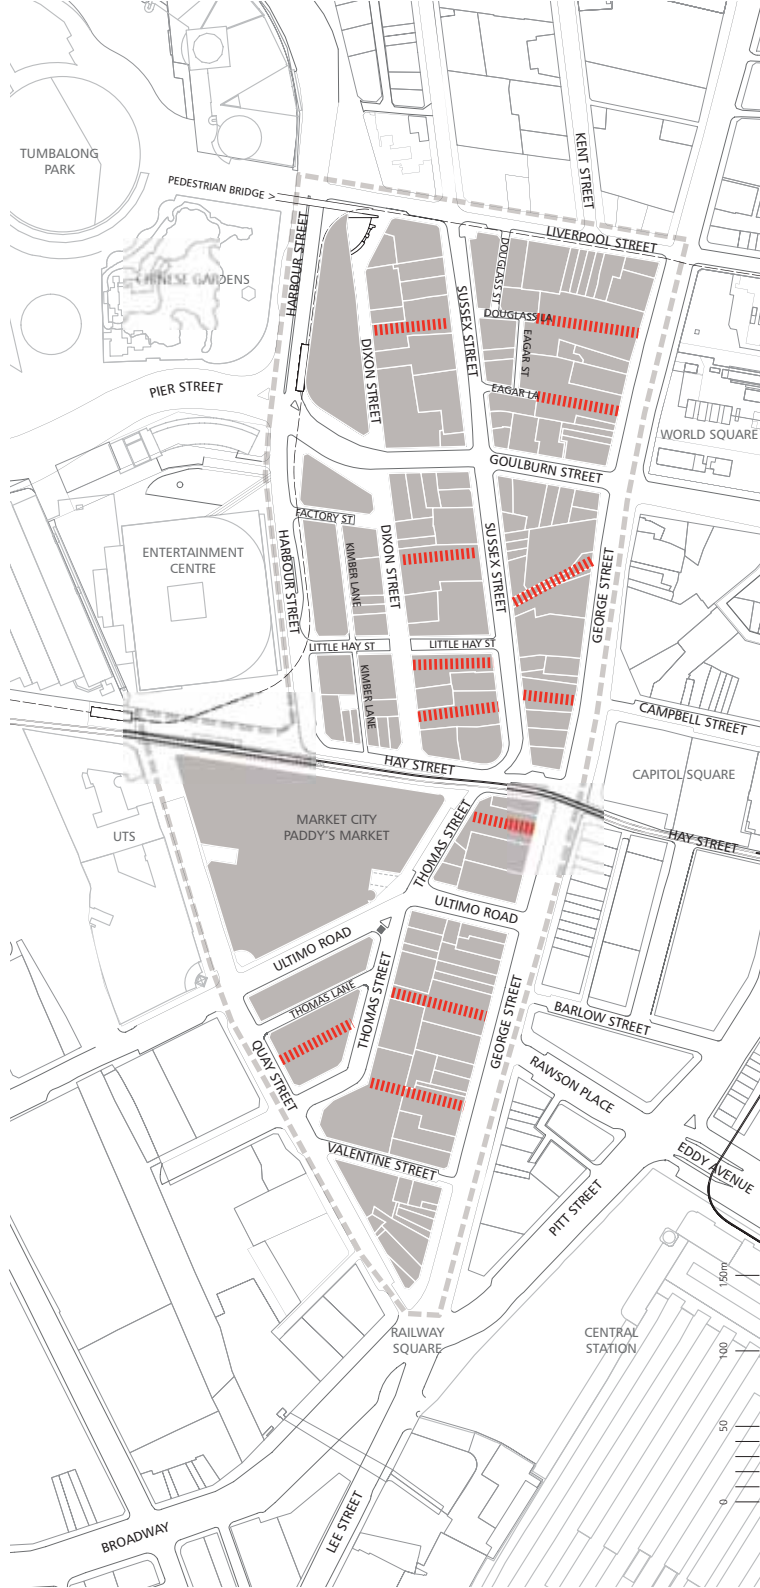 KENT STREET
TUMBALONG
PARK
PEDESTRIAN BRIDGE >
LIVERPOOL STREET
HARBOUR STREET
DOUGLASS ST
CHINESE GARDENS
SUSSEX STREET
DOUGLASS LA
EAGAR ST
DIXON STREET
PIER STREET
EAGAR LA
WORLD SQUARE
GOULBURN STREET
FACTORY ST
HARBOUR STREET
KIMBER LANE
DIXON STREET
SUSSEX STREET
ENTERTAINMENT
CENTRE
GEORGE STREET
LITTLE HAY ST
LITTLE HAY ST
KIMBER LANE
CAMPBELL STREET
HAY STREET
CAPITOL SQUARE
MARKET CITY
PADDY'S MARKET
UTS
THOMAS STREET
HAY STREET
ULTIMO ROAD
ULTIMO ROAD
THOMAS LANE
THOMAS STREET
GEORGE STREET
BARLOW STREET
QUAY STREET
RAWSON PLACE
VALENTINE STREET
EDDY AVENUE
PITT STREET
150m
RAILWAY
SQUARE
CENTRAL
STATION
100
50
0
LEE STREET
BROADWAY